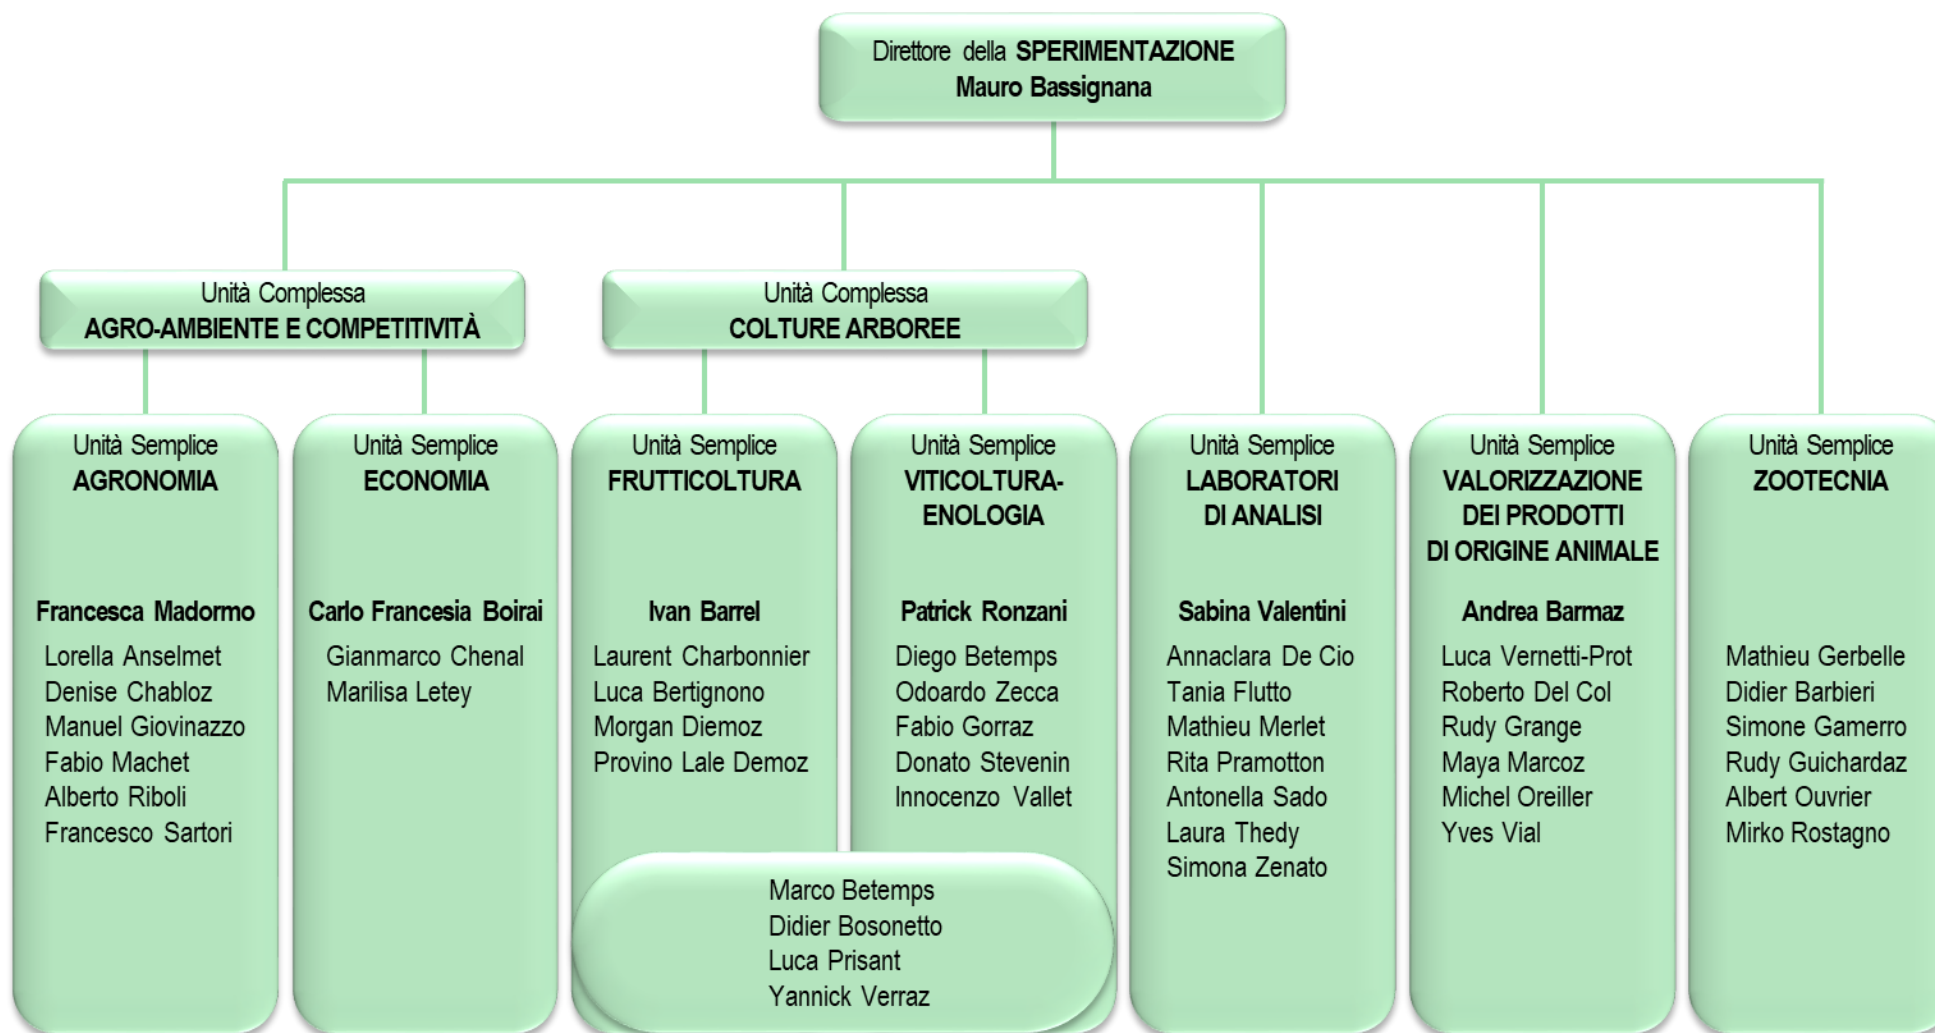 Direttore della SPERIMENTAZIONE
Mauro Bassignana
Unità Complessa
AGRO-AMBIENTE E COMPETITIVITÀ
Unità Complessa
COLTURE ARBOREE
Unità Semplice
AGRONOMIA
Francesca Madormo
Lorella Anselmet
Denise Chabloz
Manuel Giovinazzo
Fabio Machet
Alberto Riboli
Francesco Sartori
Unità Semplice
ECONOMIA
Carlo Francesia Boirai
Gianmarco Chenal
Marilisa Letey
Unità Semplice
FRUTTICOLTURA
Ivan Barrel
Laurent Charbonnier
Luca Bertignono
Morgan Diemoz
Provino Lale Demoz
Unità Semplice
VITICOLTURA-
ENOLOGIA
Patrick Ronzani
Diego Betemps
Odoardo Zecca
Fabio Gorraz
Donato Stevenin
Innocenzo Vallet
Marco Betemps
Didier Bosonetto
Luca Prisant
Yannick Verraz
Unità Semplice
LABORATORI
DI ANALISI
Sabina Valentini
Annaclara De Cio
Tania Flutto
Mathieu Merlet
Rita Pramotton
Antonella Sado
Laura Thedy
Simona Zenato
Unità Semplice
VALORIZZAZIONE
DEI PRODOTTI
DI ORIGINE ANIMALE
Andrea Barmaz
Luca Vernetti-Prot
Roberto Del Col
Rudy Grange
Maya Marcoz
Michel Oreiller
Yves Vial
Unità Semplice
ZOOTECNIA
Mathieu Gerbelle
Didier Barbieri
Simone Gamerro
Rudy Guichardaz
Albert Ouvrier
Mirko Rostagno